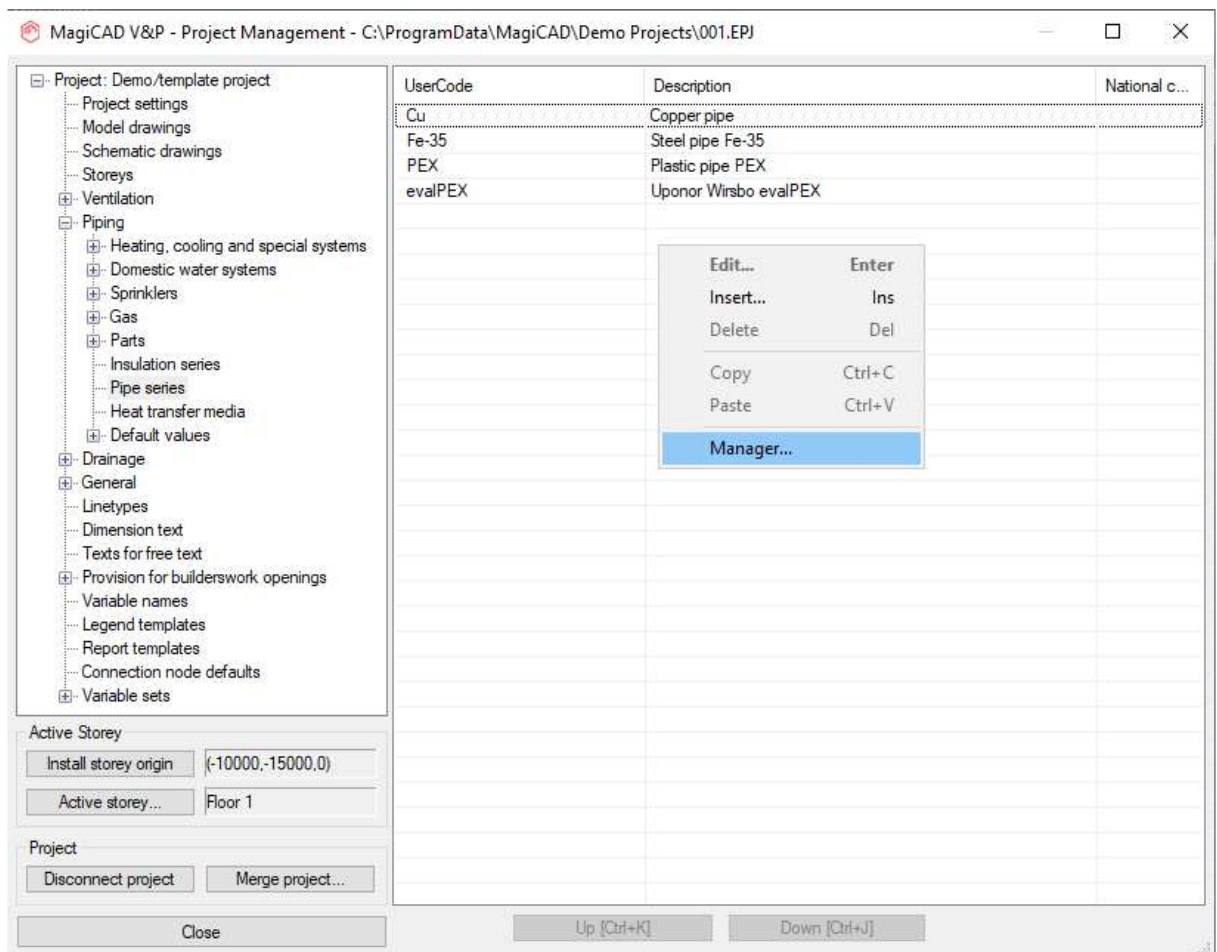 MagiCAD V&P - Project Management - C:\ProgramData\MagiCAD\Demo Projects\001.EPJ
Project: Demo/template project
Project settings
Model drawings
Schematic drawings
Storeys
Ventilation
Piping
Heating, cooling and special systems
Domestic water systems
Sprinklers
Gas
Parts
Insulation series
Pipe series
Heat transfer media
Default values
Drainage
General
Linetypes
Dimension text
Texts for free text
Provision for builderswork openings
Variable names
Legend templates
Report templates
Connection node defaults
Variable sets
Active Storey
Install storey origin (-10000,-15000,0)
Active storey... Floor 1
Project
Disconnect project Merge project...
Close
UserCode Description National c...
Cu Copper pipe
Fe-35 Steel pipe Fe-35
PEX Plastic pipe PEX
evalPEX Uponor Wirsbo evalPEX
Edit... Enter
Insert... Ins
Delete Del
Copy Ctrl+C
Paste Ctrl+V
Manager...
Up [Ctrl+K] Down [Ctrl+J]